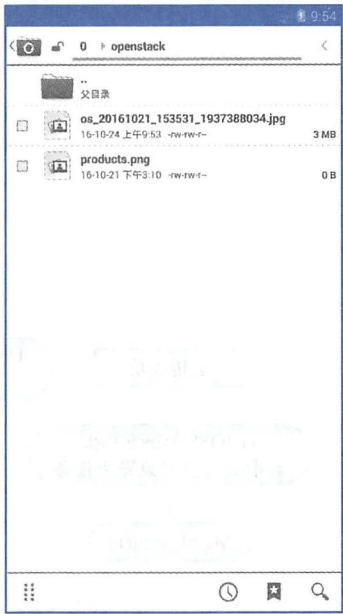 9:54
0 openstack
..
父目录
os_20161021_153531_1937388034.jpg
16-10-24 上午9:53 -rw-rw-r-- 3 MB
products.png
16-10-21 下午3:10 -rw-rw-r-- 0 B